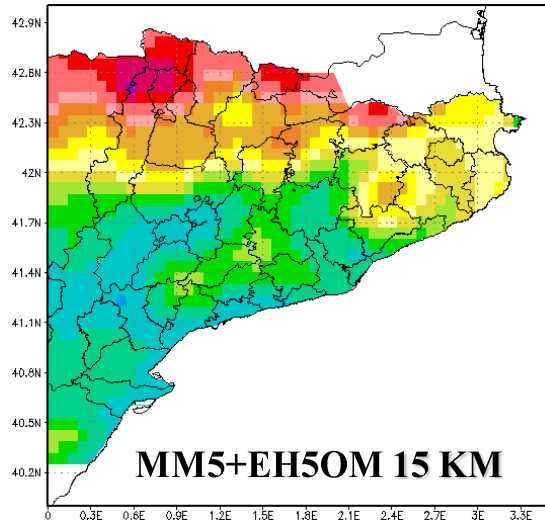 42.9N
42.6N
42.3N
42N
41.7N
41.4N
41.1N
40.8N
40.5N
40.2N
MM5+EH5OM 15 KM
0 0.3E 0.6E 0.9E 1.2E 1.5E 1.8E 2.1E 2.4E 2.7E 3E 3.3E